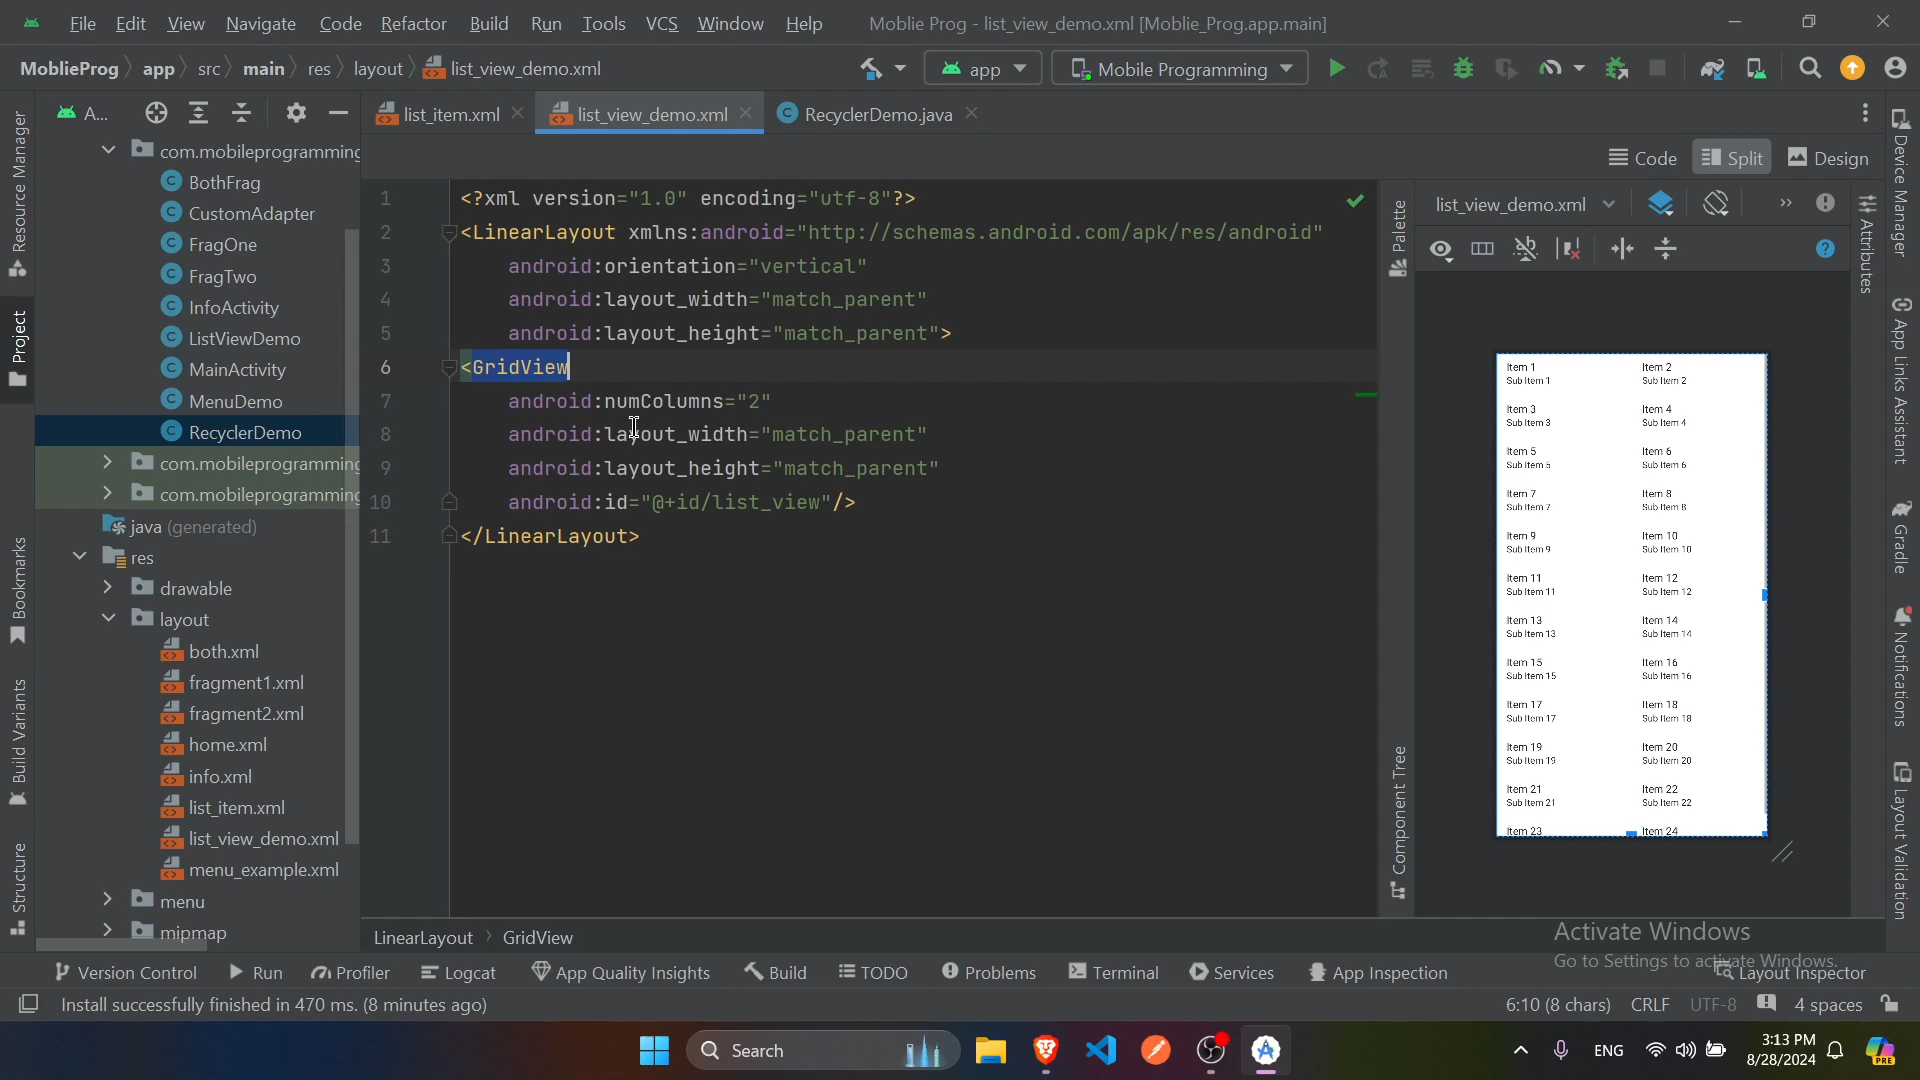 File Edit View Navigate Code Refactor Build Run Tools VCS Window Help Moblie Prog - list_view_demo.xml [Moblie_Prog.app.main]
MoblieProg app src main res layout list_view_demo.xml app Mobile Programming
A... list_item.xml list_view_demo.xml RecyclerDemo.java
Code Split Design
com.mobileprogramming
BothFrag
CustomAdapter
FragOne
FragTwo
InfoActivity
ListViewDemo
MainActivity
MenuDemo
RecyclerDemo
com.mobileprogramming
com.mobileprogramming
java (generated)
res
drawable
layout
both.xml
fragment1.xml
fragment2.xml
home.xml
info.xml
list_item.xml
list_view_demo.xml
menu_example.xml
menu
mipmap
Resource Manager
Project
Bookmarks
Build Variants
Structure
1 <?xml version="1.0" encoding="utf-8"?>
2 <LinearLayout xmlns:android="http://schemas.android.com/apk/res/android"
3 android:orientation="vertical"
4 android:layout_width="match_parent"
5 android:layout_height="match_parent">
6 <GridView
7 android:numColumns="2"
8 android:layout_width="match_parent"
9 android:layout_height="match_parent"
10 android:id="@+id/list_view"/>
11 </LinearLayout>
LinearLayout GridView
Palette
Component Tree
list_view_demo.xml
Item 1 Item 2
Sub Item 1 Sub Item 2
Item 3 Item 4
Sub Item 3 Sub Item 4
Item 5 Item 6
Sub Item 5 Sub Item 6
Item 7 Item 8
Sub Item 7 Sub Item 8
Item 9 Item 10
Sub Item 9 Sub Item 10
Item 11 Item 12
Sub Item 11 Sub Item 12
Item 13 Item 14
Sub Item 13 Sub Item 14
Item 15 Item 16
Sub Item 15 Sub Item 16
Item 17 Item 18
Sub Item 17 Sub Item 18
Item 19 Item 20
Sub Item 19 Sub Item 20
Item 21 Item 22
Sub Item 21 Sub Item 22
Item 23 Item 24
Attributes
Device Manager
App Links Assistant
Gradle
Notifications
Layout Validation
Activate Windows
Go to Settings to activate Windows.
Version Control Run Profiler Logcat App Quality Insights Build TODO Problems Terminal Services App Inspection Layout Inspector
Install successfully finished in 470 ms. (8 minutes ago) 6:10 (8 chars) CRLF UTF-8 4 spaces
Search ENG 3:13 PM
8/28/2024
PRE